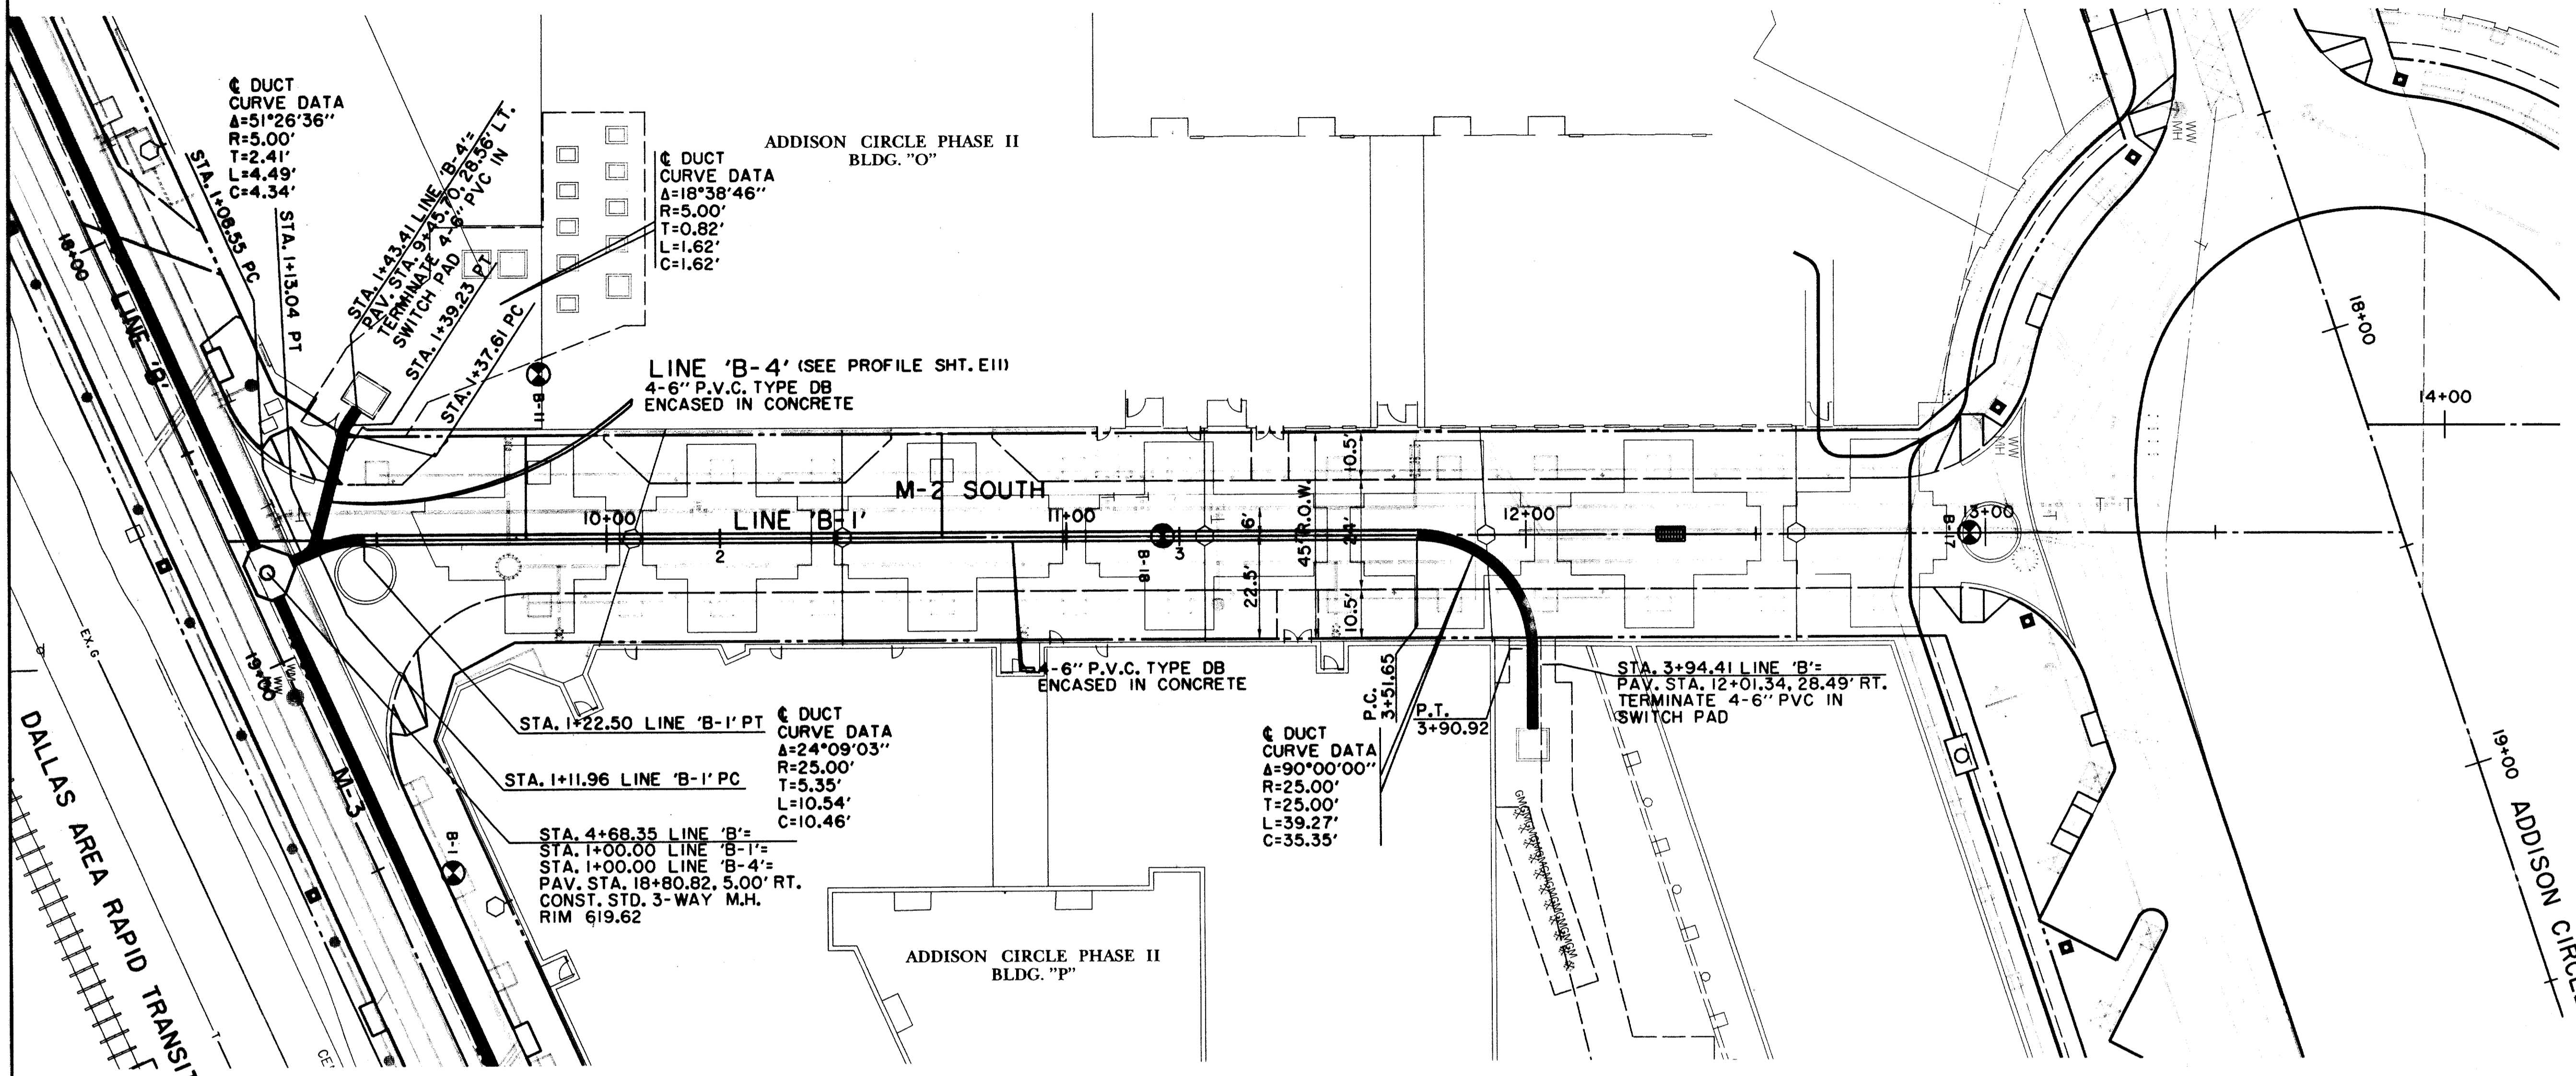 ℄ DUCT
CURVE DATA
Δ=51°26'36"
R=5.00'
T=2.41'
L=4.49'
C=4.34'
STA. 1+08.55 PC
STA. 1+13.04 PT
STA. 1+43.41 LINE 'B-4'=
PAV. STA. 9+45.70, 28.56' LT.
TERMINATE 4-6" PVC IN
SWITCH PAD
STA. 1+39.23 PT
STA. 1+37.61 PC
℄ DUCT
CURVE DATA
Δ=18°38'46"
R=5.00'
T=0.82'
L=1.62'
C=1.62'
ADDISON CIRCLE PHASE II
BLDG. "O"
WW
MH
18+00
LINE 'B'
B-11
LINE 'B-4' (SEE PROFILE SHT. E11)
4-6" P.V.C. TYPE DB
ENCASED IN CONCRETE
18+00
14+00
WW
MH
M-2 SOUTH
LINE 'B-1'
10+00
11+00
12+00
13+00
2
3
B-18
B-17
10.5'
6'
24'
45' R.O.W.
22.5'
10.5'
EX. G
19+00
WW
4-6" P.V.C. TYPE DB
ENCASED IN CONCRETE
P.C.
3+51.65
P.T.
3+90.92
STA. 3+94.41 LINE 'B'=
PAV. STA. 12+01.34, 28.49' RT.
TERMINATE 4-6" PVC IN
SWITCH PAD
STA. 1+22.50 LINE 'B-1' PT
STA. 1+11.96 LINE 'B-1' PC
℄ DUCT
CURVE DATA
Δ=24°09'03"
R=25.00'
T=5.35'
L=10.54'
C=10.46'
℄ DUCT
CURVE DATA
Δ=90°00'00"
R=25.00'
T=25.00'
L=39.27'
C=35.35'
STA. 4+68.35 LINE 'B'=
STA. 1+00.00 LINE 'B-1'=
STA. 1+00.00 LINE 'B-4'=
PAV. STA. 18+80.82, 5.00' RT.
CONST. STD. 3-WAY M.H.
RIM 619.62
M-3
B-1
DALLAS AREA RAPID TRANSIT
ADDISON CIRCLE PHASE II
BLDG. "P"
19+00
ADDISON CIRCLE